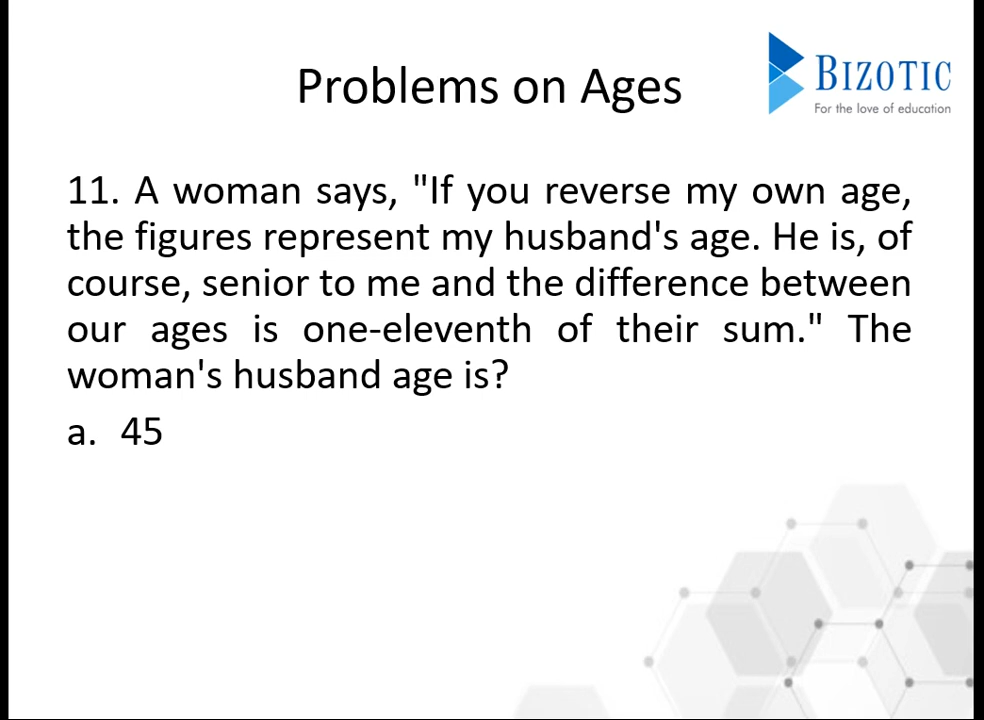 Problems on Ages
BIZOTIC
For the love of education
11. A woman says, "If you reverse my own age,
the figures represent my husband's age. He is, of
course, senior to me and the difference between
our ages is one-eleventh of their sum." The
woman's husband age is?
a. 45